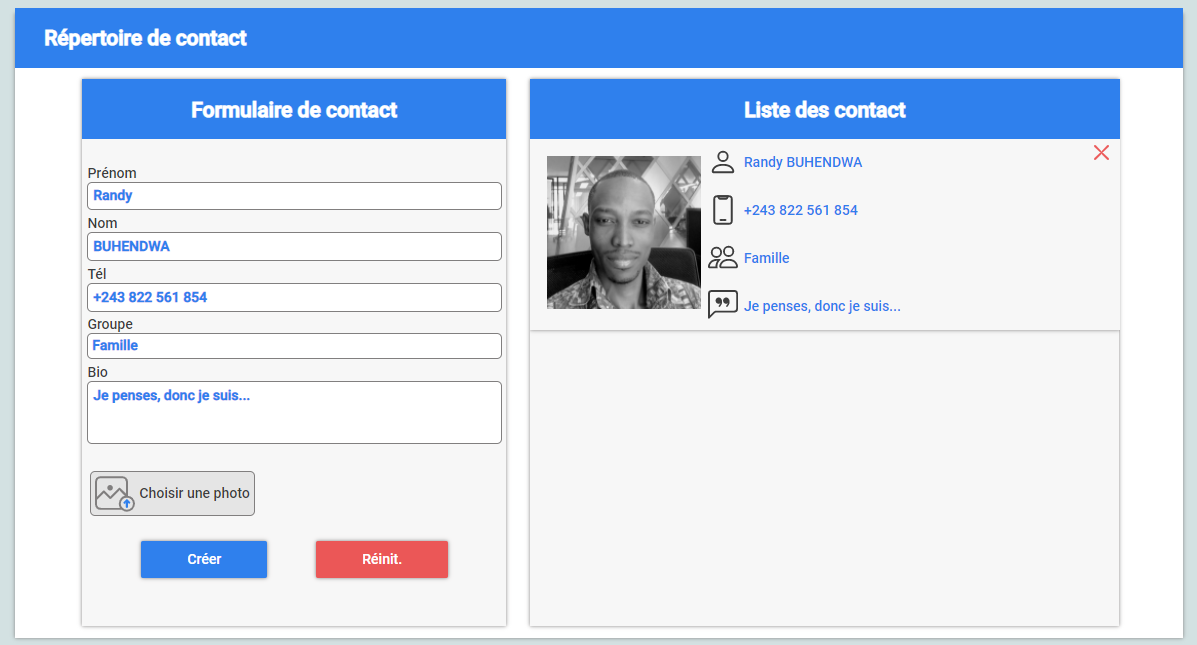 Répertoire de contact
Formulaire de contact
Prénom
Randy
Nom
BUHENDWA
Tél
+243 822 561 854
Groupe
Famille
Bio
Je penses, donc je suis...
Choisir une photo
Créer
Réinit.
Liste des contact
Randy BUHENDWA
+243 822 561 854
Famille
Je penses, donc je suis...